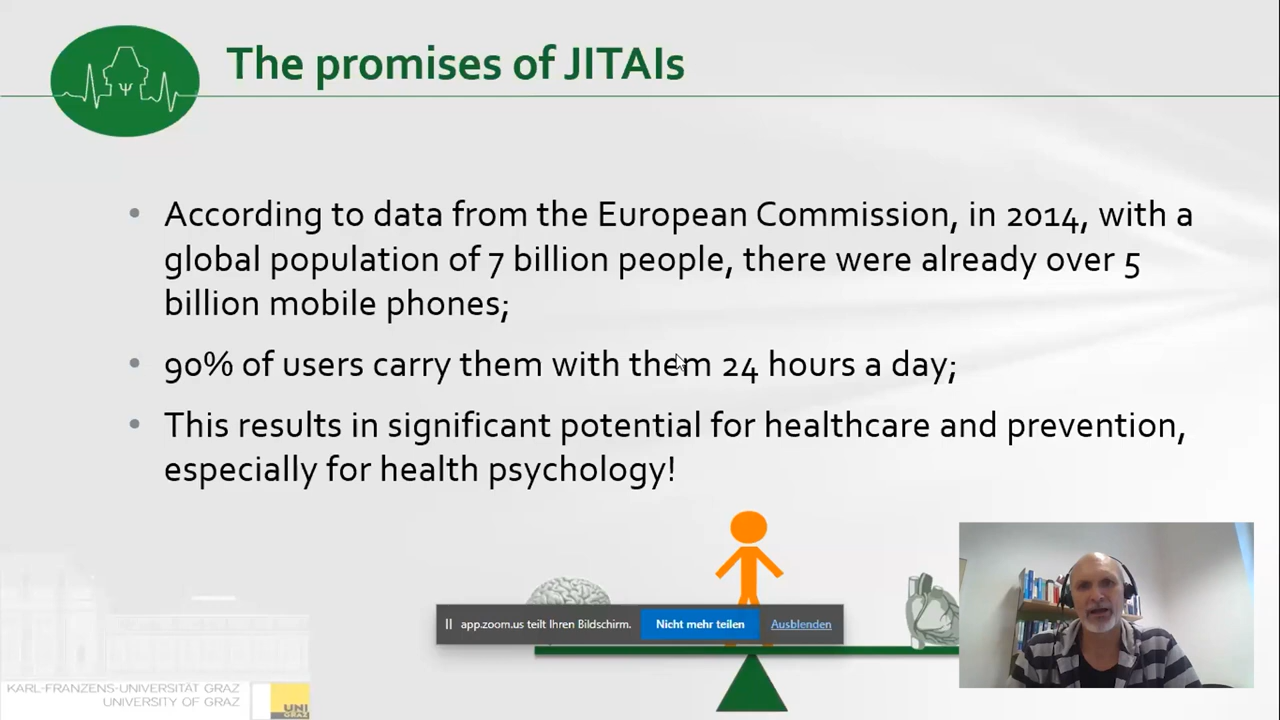 The promises of JITAIs
• According to data from the European Commission, in 2014, with a
global population of 7 billion people, there were already over 5
billion mobile phones;
• 90% of users carry them with them 24 hours a day;
• This results in significant potential for healthcare and prevention,
especially for health psychology!
Ψ
app.zoom.us teilt Ihren Bildschirm. Nicht mehr teilen Ausblenden
KARL-FRANZENS-UNIVERSITÄT GRAZ
UNIVERSITY OF GRAZ
UNI
GRAZ